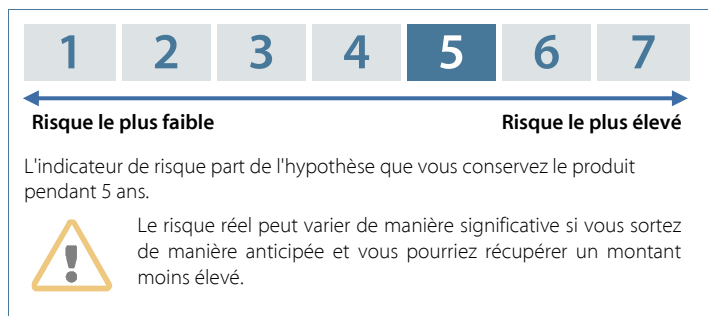 1 2 3 4 5 6 7
Risque le plus faible Risque le plus élevé
L'indicateur de risque part de l'hypothèse que vous conservez le produit
pendant 5 ans.
Le risque réel peut varier de manière significative si vous sortez
de manière anticipée et vous pourriez récupérer un montant
moins élevé.